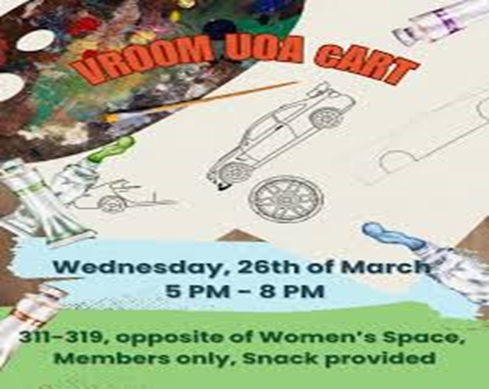 VROOM UOA CART
Wednesday, 26th of March
5 PM - 8 PM
311-319, opposite of Women's Space,
Members only, Snack provided